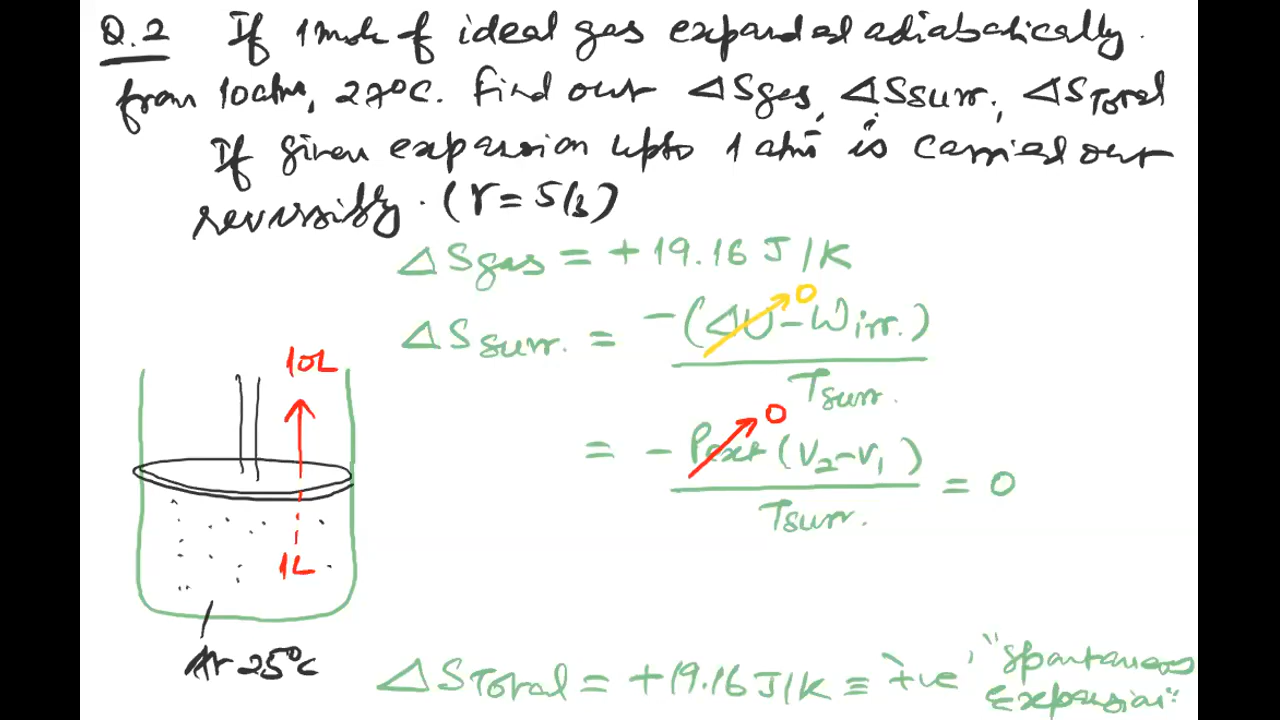 Q.2 If 1 mole of ideal gas expanded adiabatically
from 10 atm, 27°C. Find out ΔSgas, ΔSsurr., ΔSTotal
If given expansion upto 1 atm is carried out
reversibly. (γ = 5/3)
ΔSgas = +19.16 J/K
ΔSsurr. = -(ΔU - Wirr.) / Tsurr.
0
= - Pext (V2 - V1) / Tsurr. = 0
0
10L
1L
Ar 25°C
ΔSTotal = +19.16 J/K = +ve, "spontaneous
Expansion"